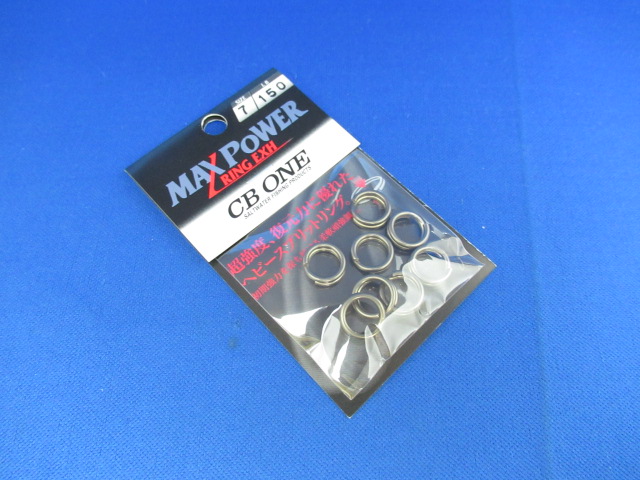 7 150
MAX POWER
RING EXH
CB ONE
SALTWATER FISHING PRODUCTS
超強度、復元力に優れた
ヘビースプリットリング。